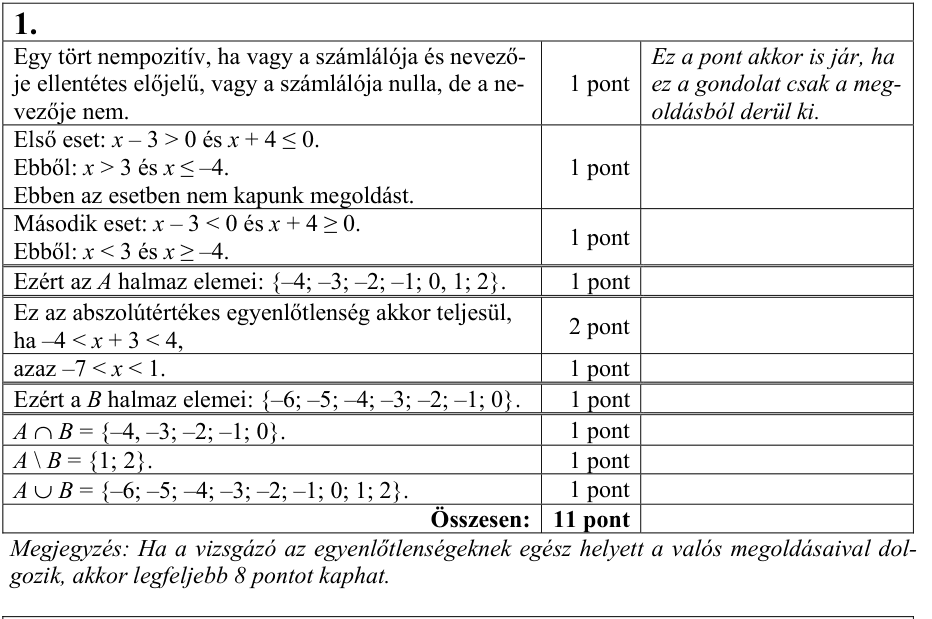 1.
Egy tört nempozitív, ha vagy a számlálója és nevező-
je ellentétes előjelű, vagy a számlálója nulla, de a ne-
vezője nem.
1 pont
Ez a pont akkor is jár, ha
ez a gondolat csak a meg-
oldásból derül ki.
Első eset: x – 3 > 0 és x + 4 ≤ 0.
Ebből: x > 3 és x ≤ –4.
Ebben az esetben nem kapunk megoldást.
1 pont
Második eset: x – 3 < 0 és x + 4 ≥ 0.
Ebből: x < 3 és x ≥ –4.
1 pont
Ezért az A halmaz elemei: {–4; –3; –2; –1; 0, 1; 2}. 1 pont
Ez az abszolútértékes egyenlőtlenség akkor teljesül,
ha –4 < x + 3 < 4,
2 pont
azaz –7 < x < 1. 1 pont
Ezért a B halmaz elemei: {–6; –5; –4; –3; –2; –1; 0}. 1 pont
A ∩ B = {–4, –3; –2; –1; 0}. 1 pont
A \ B = {1; 2}. 1 pont
A ∪ B = {–6; –5; –4; –3; –2; –1; 0; 1; 2}. 1 pont
Összesen: 11 pont
Megjegyzés: Ha a vizsgázó az egyenlőtlenségeknek egész helyett a valós megoldásaival dol-
gozik, akkor legfeljebb 8 pontot kaphat.